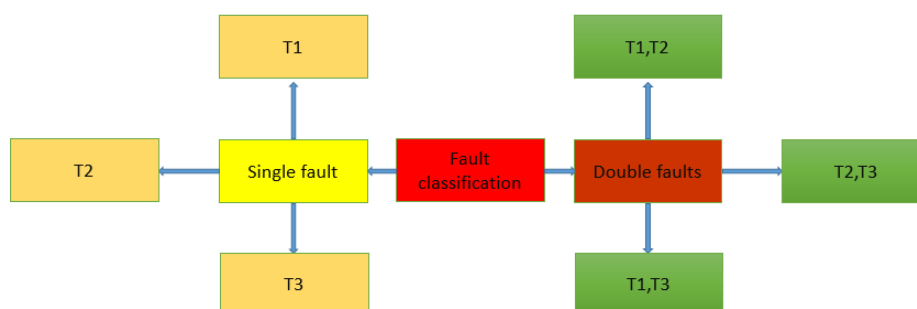 T1
T1,T2
T2
Single fault
Fault
classification
Double faults
T2,T3
T3
T1,T3